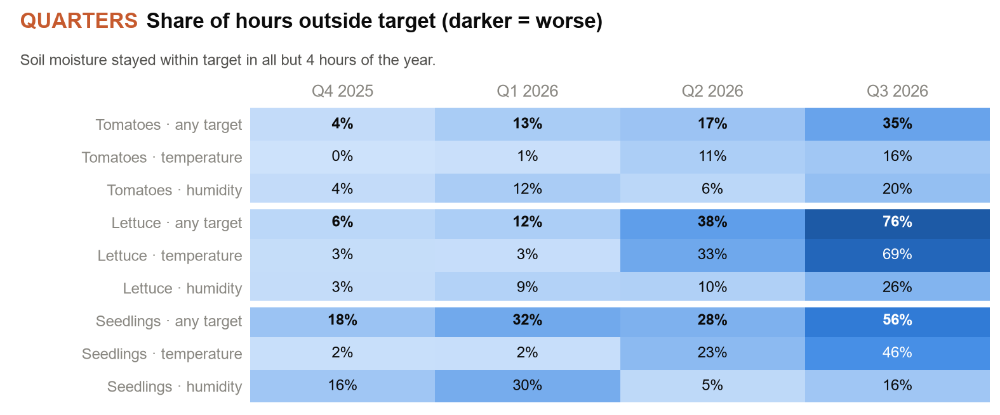 QUARTERS Share of hours outside target (darker = worse)
Soil moisture stayed within target in all but 4 hours of the year.
Q4 2025 Q1 2026 Q2 2026 Q3 2026
Tomatoes · any target 4% 13% 17% 35%
Tomatoes · temperature 0% 1% 11% 16%
Tomatoes · humidity 4% 12% 6% 20%
Lettuce · any target 6% 12% 38% 76%
Lettuce · temperature 3% 3% 33% 69%
Lettuce · humidity 3% 9% 10% 26%
Seedlings · any target 18% 32% 28% 56%
Seedlings · temperature 2% 2% 23% 46%
Seedlings · humidity 16% 30% 5% 16%